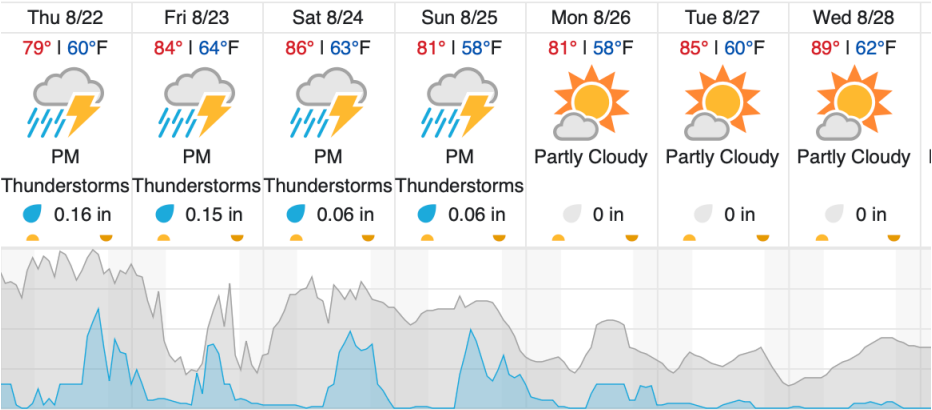 Thu 8/22 Fri 8/23 Sat 8/24 Sun 8/25 Mon 8/26 Tue 8/27 Wed 8/28
79° | 60°F 84° | 64°F 86° | 63°F 81° | 58°F 81° | 58°F 85° | 60°F 89° | 62°F
PM PM PM PM Partly Cloudy Partly Cloudy Partly Cloudy
Thunderstorms Thunderstorms Thunderstorms Thunderstorms
0.16 in 0.15 in 0.06 in 0.06 in 0 in 0 in 0 in